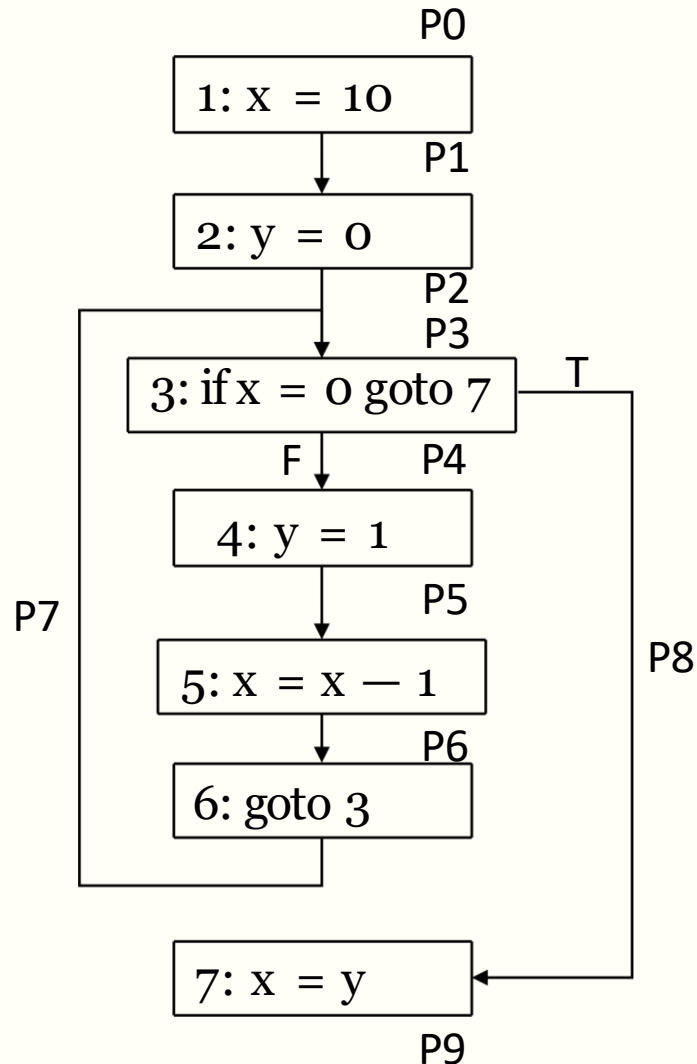 P0
1: x = 10
P1
2: y = 0
P2
P3
3: if x = 0 goto 7
T
F
P4
4: y = 1
P5
P7
P8
5: x = x – 1
P6
6: goto 3
7: x = y
P9